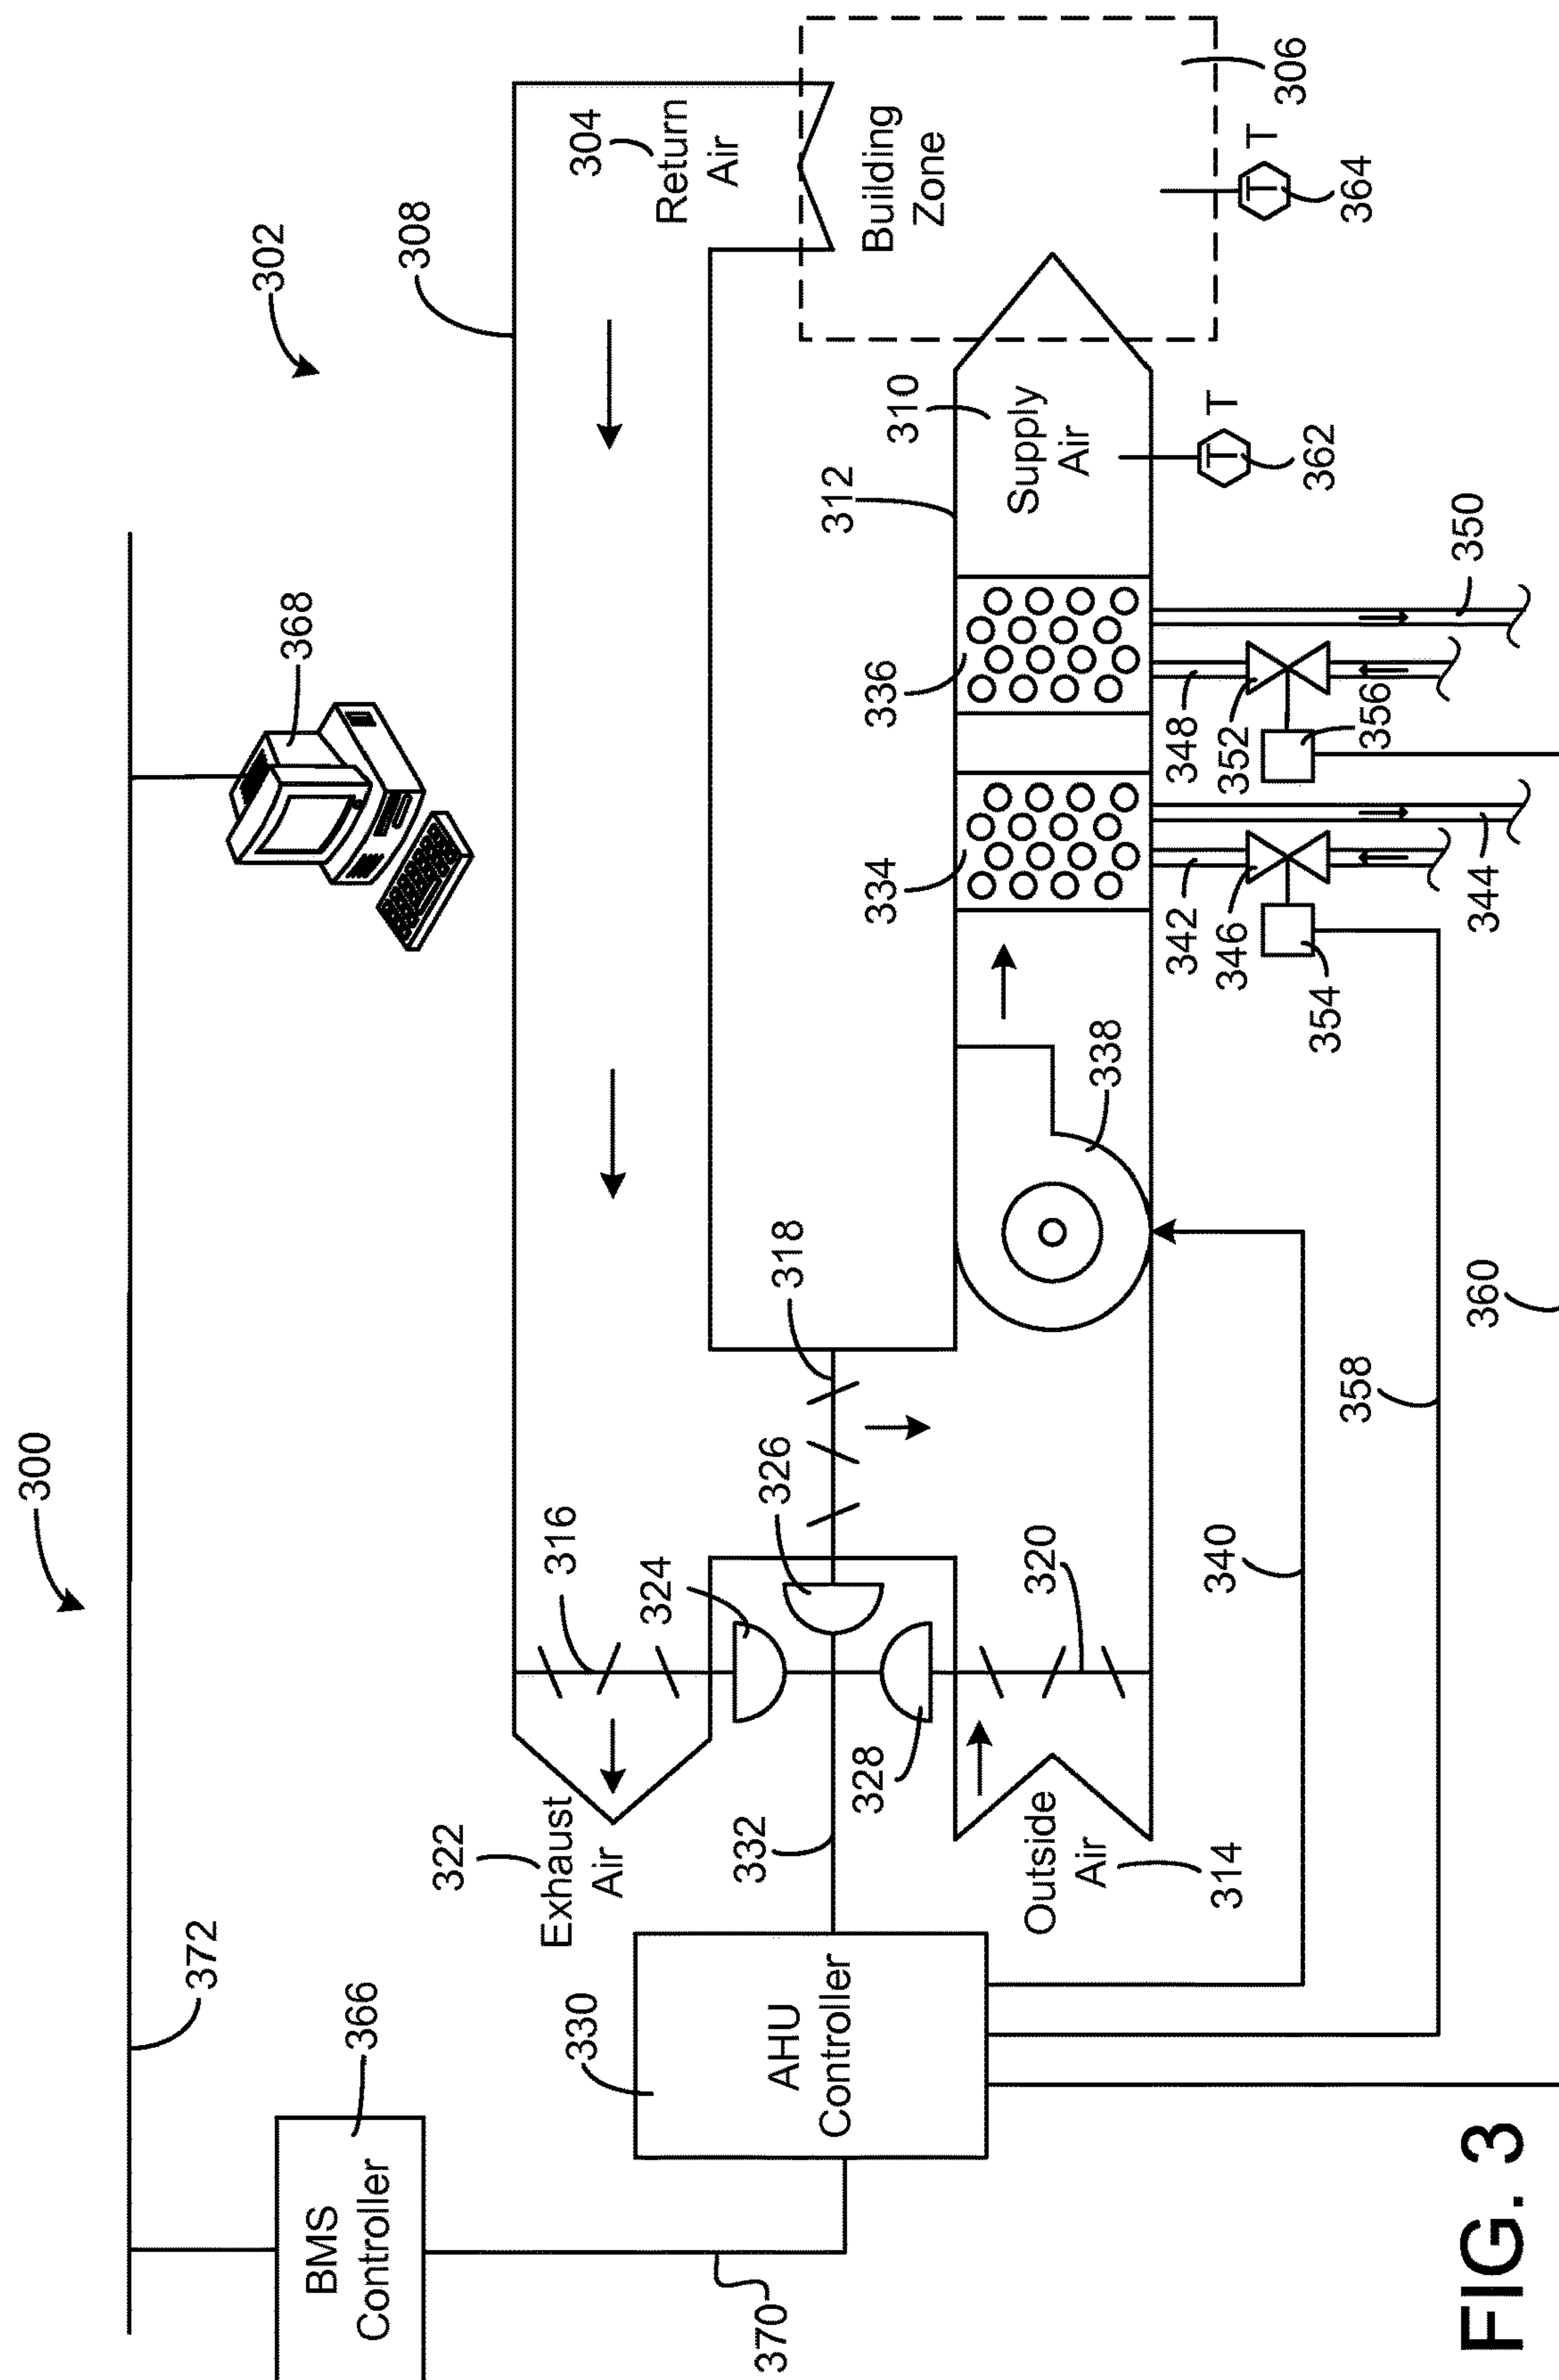 300
372
BMS
Controller
366
368
302
370
AHU
Controller
330
322
Exhaust
Air
316
324
326
318
308
304
Return
Air
Building
Zone
306
332
328
Outside
Air
314
320
340
338
334
336
312
310
Supply
Air
342
346
354
344
348
352
356
350
T
T
362
T
T
364
358
360
FIG. 3